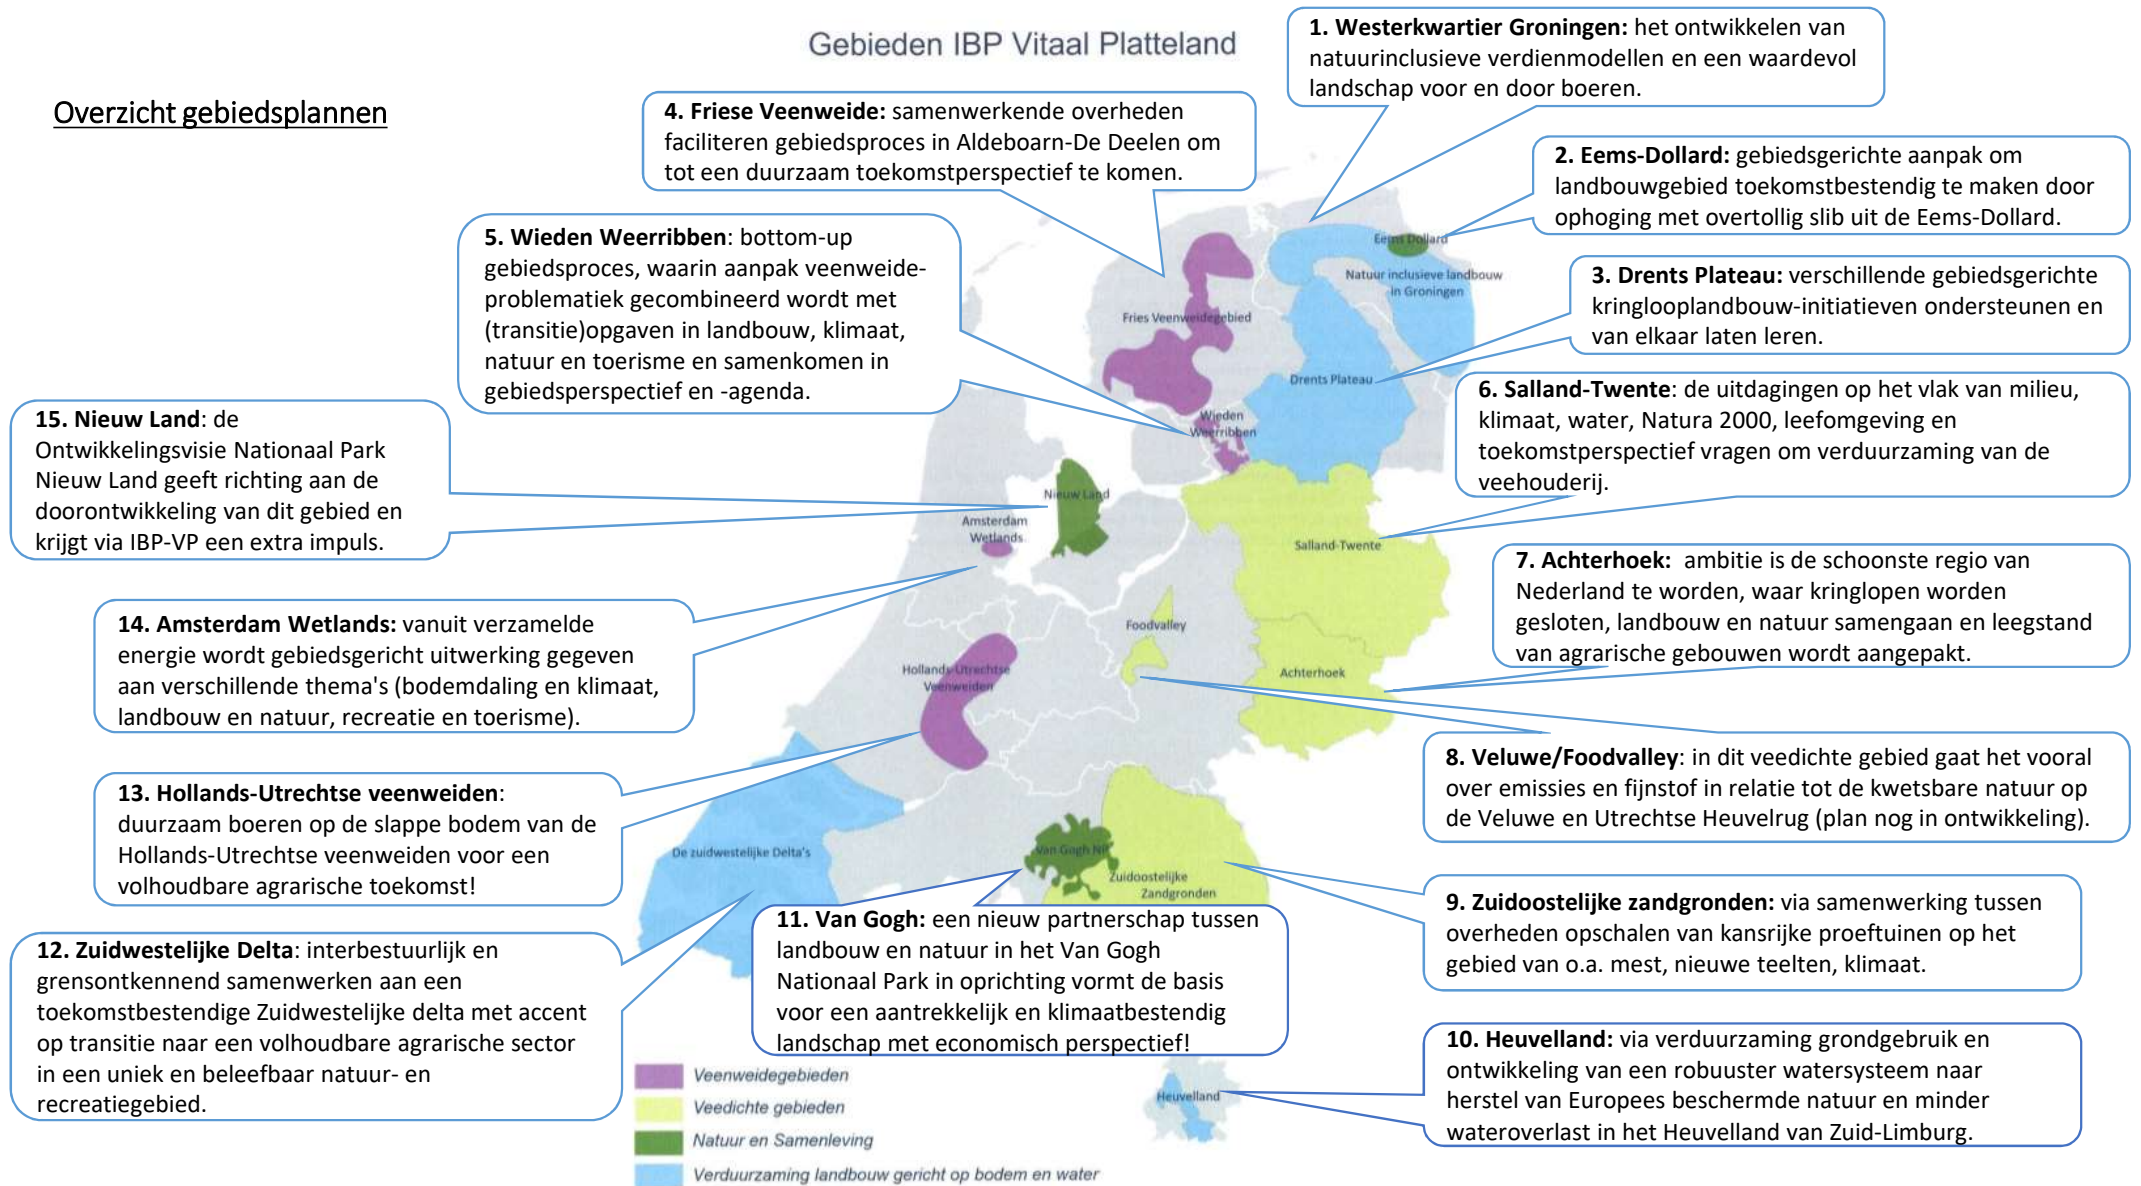 Gebieden IBP Vitaal Platteland
Overzicht gebiedsplannen
1. Westerkwartier Groningen: het ontwikkelen van
natuurinclusieve verdienmodellen en een waardevol
landschap voor en door boeren.
4. Friese Veenweide: samenwerkende overheden
faciliteren gebiedsproces in Aldeboarn-De Deelen om
tot een duurzaam toekomstperspectief te komen.
2. Eems-Dollard: gebiedsgerichte aanpak om
landbouwgebied toekomstbestendig te maken door
ophoging met overtollig slib uit de Eems-Dollard.
5. Wieden Weerribben: bottom-up
gebiedsproces, waarin aanpak veenweide-
problematiek gecombineerd wordt met
(transitie)opgaven in landbouw, klimaat,
natuur en toerisme en samenkomen in
gebiedsperspectief en -agenda.
3. Drents Plateau: verschillende gebiedsgerichte
kringlooplandbouw-initiatieven ondersteunen en
van elkaar laten leren.
6. Salland-Twente: de uitdagingen op het vlak van milieu,
klimaat, water, Natura 2000, leefomgeving en
toekomstperspectief vragen om verduurzaming van de
veehouderij.
15. Nieuw Land: de
Ontwikkelingsvisie Nationaal Park
Nieuw Land geeft richting aan de
doorontwikkeling van dit gebied en
krijgt via IBP-VP een extra impuls.
7. Achterhoek: ambitie is de schoonste regio van
Nederland te worden, waar kringlopen worden
gesloten, landbouw en natuur samengaan en leegstand
van agrarische gebouwen wordt aangepakt.
14. Amsterdam Wetlands: vanuit verzamelde
energie wordt gebiedsgericht uitwerking gegeven
aan verschillende thema's (bodemdaling en klimaat,
landbouw en natuur, recreatie en toerisme).
8. Veluwe/Foodvalley: in dit veedichte gebied gaat het vooral
over emissies en fijnstof in relatie tot de kwetsbare natuur op
de Veluwe en Utrechtse Heuvelrug (plan nog in ontwikkeling).
13. Hollands-Utrechtse veenweiden:
duurzaam boeren op de slappe bodem van de
Hollands-Utrechtse veenweiden voor een
volhoudbare agrarische toekomst!
9. Zuidoostelijke zandgronden: via samenwerking tussen
overheden opschalen van kansrijke proeftuinen op het
gebied van o.a. mest, nieuwe teelten, klimaat.
11. Van Gogh: een nieuw partnerschap tussen
landbouw en natuur in het Van Gogh
Nationaal Park in oprichting vormt de basis
voor een aantrekkelijk en klimaatbestendig
landschap met economisch perspectief!
12. Zuidwestelijke Delta: interbestuurlijk en
grensontkennend samenwerken aan een
toekomstbestendige Zuidwestelijke delta met accent
op transitie naar een volhoudbare agrarische sector
in een uniek en beleefbaar natuur- en
recreatiegebied.
10. Heuvelland: via verduurzaming grondgebruik en
ontwikkeling van een robuuster watersysteem naar
herstel van Europees beschermde natuur en minder
wateroverlast in het Heuvelland van Zuid-Limburg.
Eems Dollard
Natuur inclusieve landbouw
in Groningen
Fries Veenweidegebied
Drents Plateau
Wieden
Weerribben
Nieuw Land
Amsterdam
Wetlands
Salland-Twente
Foodvalley
Hollands-Utrechtse
Veenweiden
Achterhoek
De zuidwestelijke Delta's
Van Gogh NP
Zuidoostelijke
Zandgronden
Heuvelland
Veenweidegebieden
Veedichte gebieden
Natuur en Samenleving
Verduurzaming landbouw gericht op bodem en water